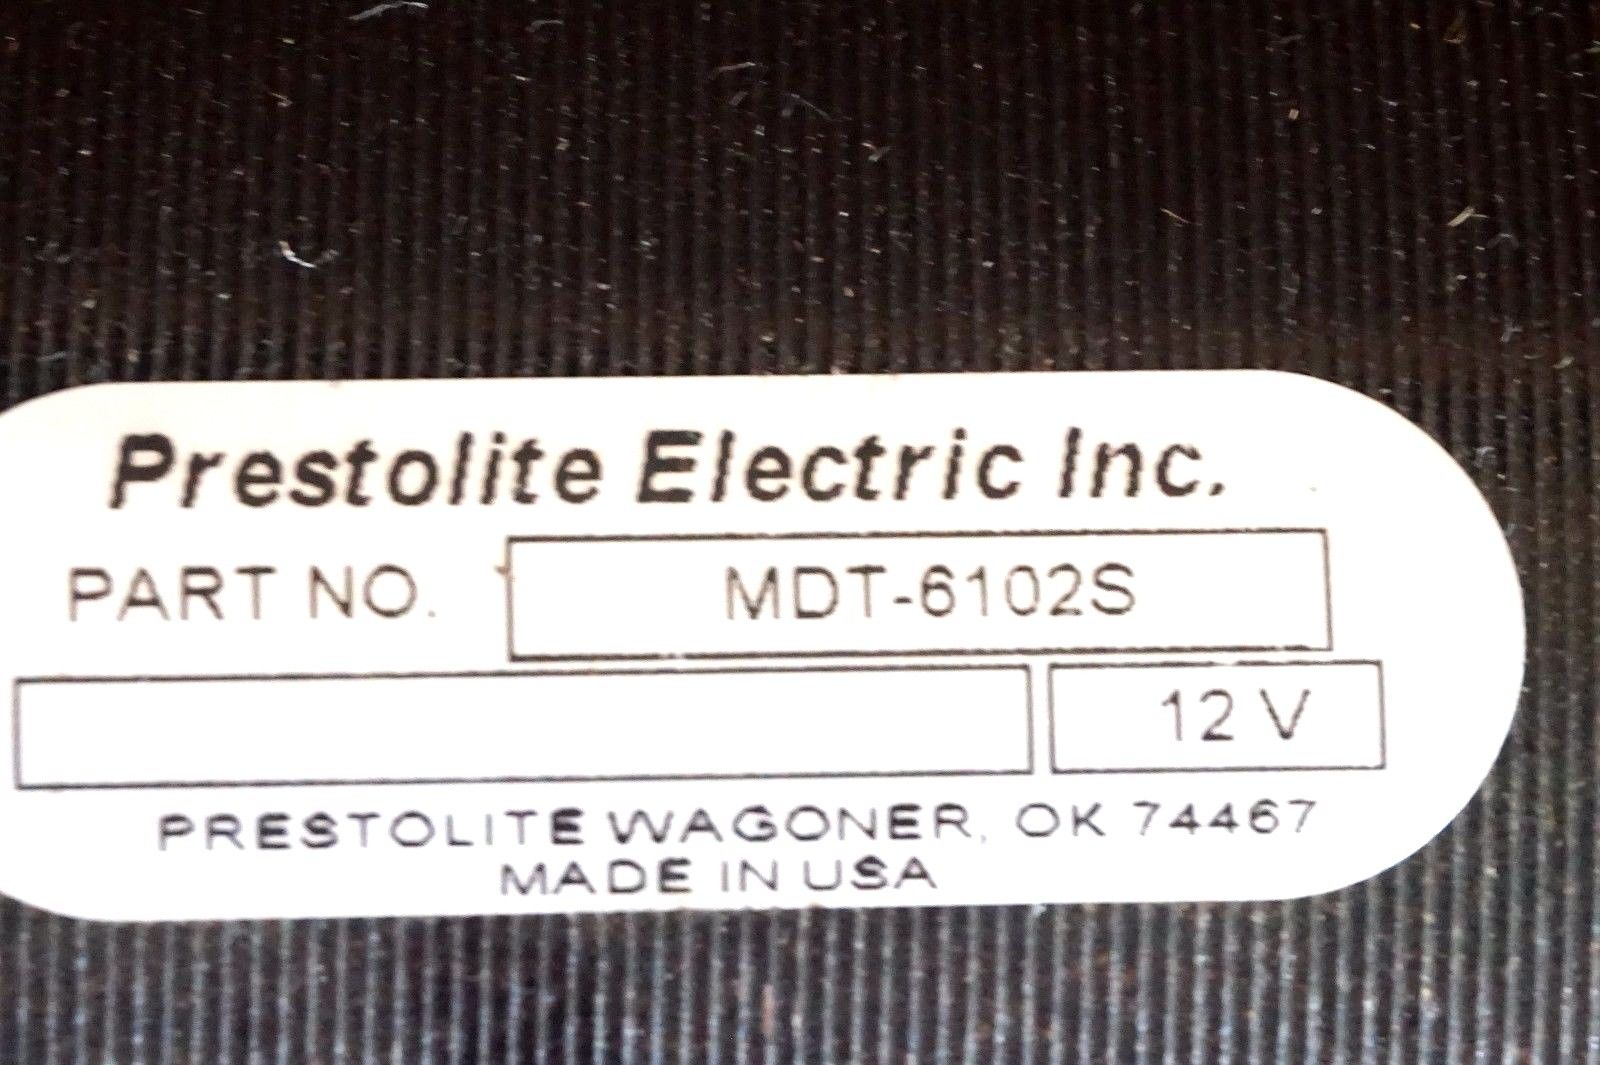 Prestolite Electric Inc.
PART NO. MDT-6102S
12 V
PRESTOLITE WAGONER, OK 74467
MADE IN USA